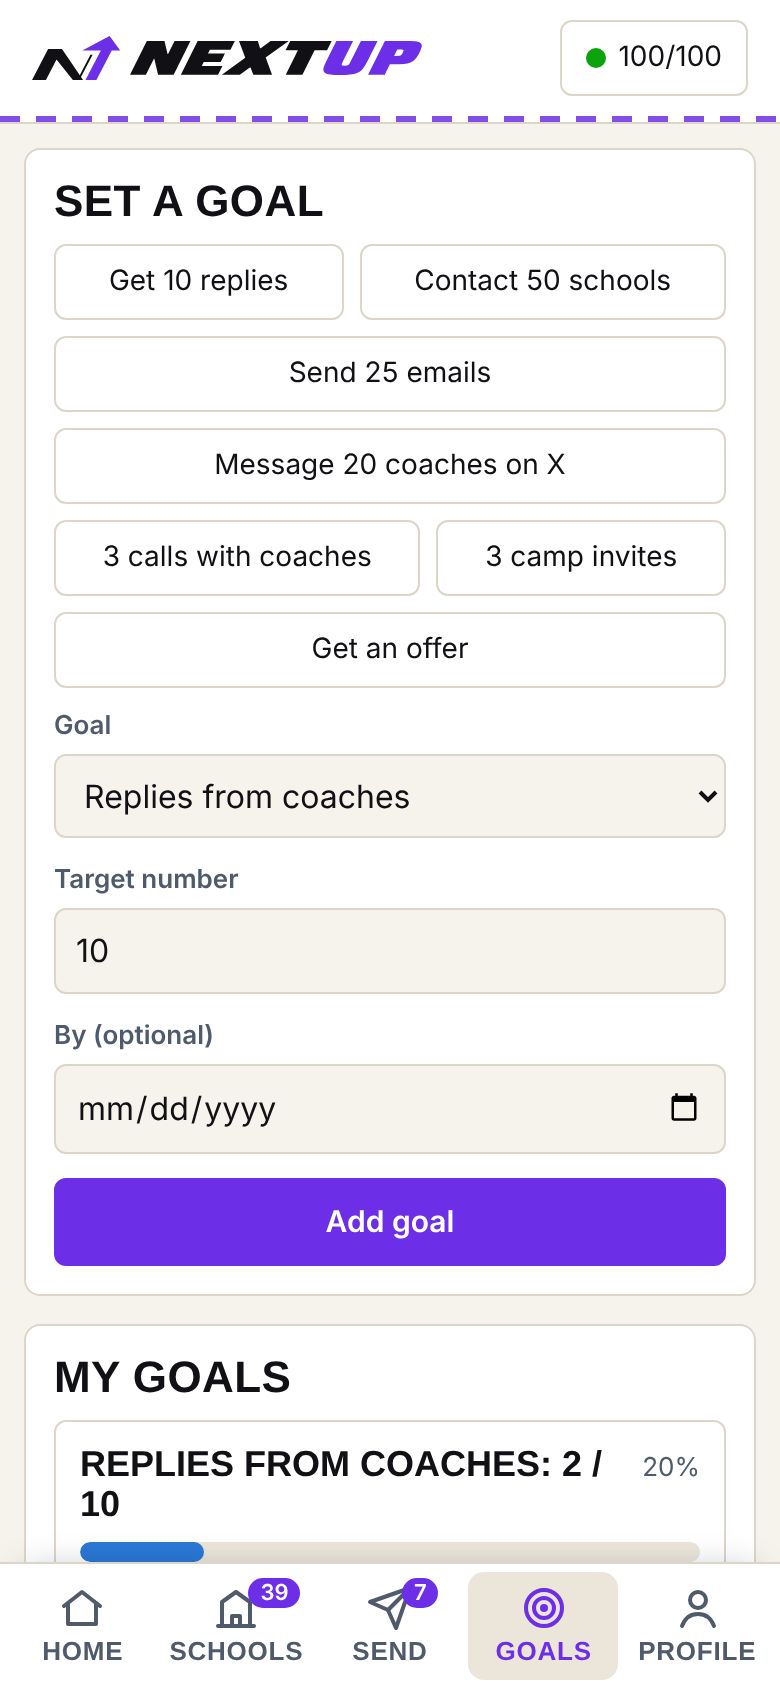 NEXTUP
100/100
SET A GOAL
Get 10 replies
Contact 50 schools
Send 25 emails
Message 20 coaches on X
3 calls with coaches
3 camp invites
Get an offer
Goal
Replies from coaches
Target number
10
By (optional)
mm/dd/yyyy
Add goal
MY GOALS
REPLIES FROM COACHES: 2 /
10
20%
39
7
HOME
SCHOOLS
SEND
GOALS
PROFILE